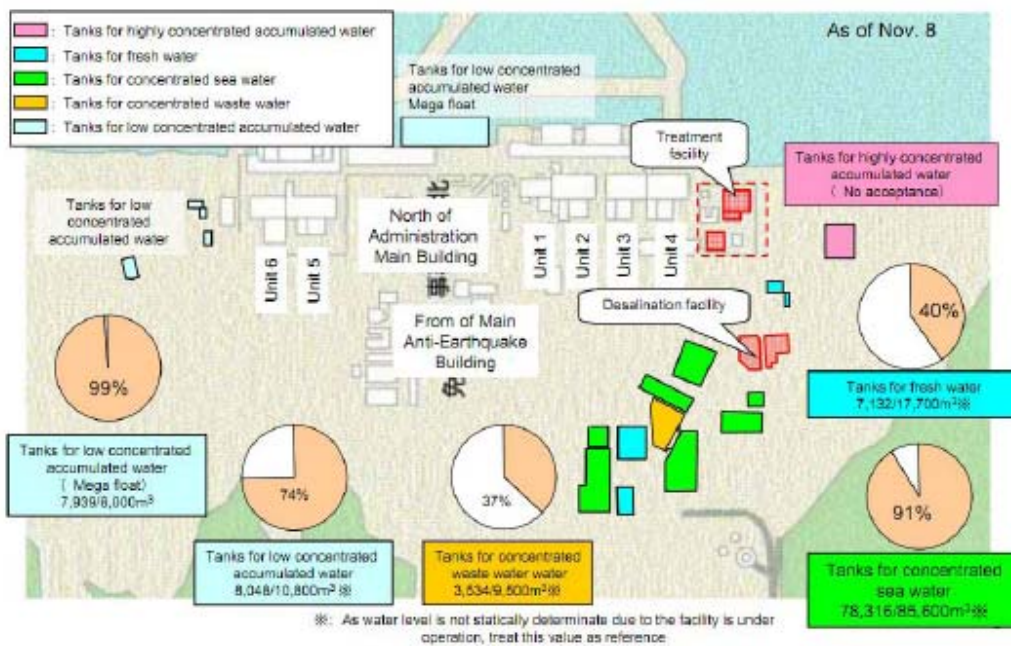 : Tanks for highly concentrated accumulated water
: Tanks for fresh water
: Tanks for concentrated sea water
: Tanks for concentrated waste water
: Tanks for low concentrated accumulated water
As of Nov. 8
Tanks for low concentrated
accumulated water
Mega float
Treatment
facility
Tanks for highly concentrated
accumulated water
( No acceptance)
Tanks for low
concentrated
accumulated water
North of
Administration
Main Building
Unit 6
Unit 5
Unit 1
Unit 2
Unit 3
Unit 4
Desalination facility
From of Main
Anti-Earthquake
Building
40%
Tanks for fresh water
7,132/17,700m³※
99%
Tanks for low concentrated
accumulated water
( Mega float)
7,939/8,000m³
74%
Tanks for low concentrated
accumulated water
8,048/10,800m³※
37%
Tanks for concentrated
waste water water
3,534/9,500m³※
91%
Tanks for concentrated
sea water
78,316/85,600m³※
※: As water level is not statically determinate due to the facility is under
operation, treat this value as reference